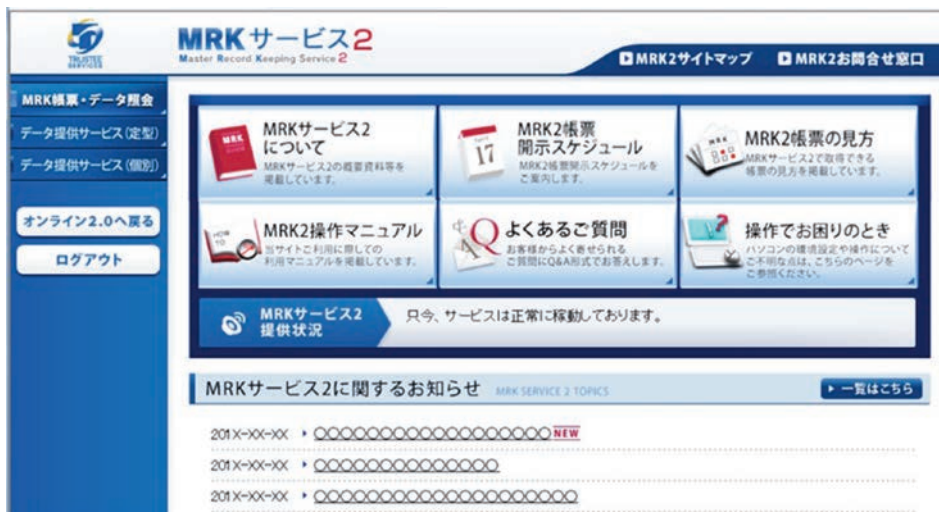 TRUSTEE
SERVICES
MRKサービス2
Master Record Keeping Service 2
MRK2サイトマップ
MRK2お問合せ窓口
MRK帳票・データ照会
データ提供サービス(定型)
データ提供サービス(個別)
オンライン2.0へ戻る
ログアウト
MRK
MRKサービス2
について
MRKサービス2の概要資料等を
掲載しています。
17
MRK2帳票
開示スケジュール
MRK2帳票開示スケジュールを
ご案内します。
MRK2帳票の見方
MRKサービス2で取得できる
帳票の見方を掲載しています。
HOW
TO
MRK2操作マニュアル
当サイトご利用に際しての
利用マニュアルを掲載しています。
Q
A
よくあるご質問
お客様からよく寄せられる
ご質問にQ&A形式でお答えします。
?
操作でお困りのとき
パソコンの環境設定や操作について
ご不明な点は、こちらのページを
ご参照ください。
MRKサービス2
提供状況
只今、サービスは正常に稼動しております。
MRKサービス2に関するお知らせ MRK SERVICE 2 TOPICS
一覧はこちら
201X-XX-XX ○○○○○○○○○○○○○○○○○○ NEW
201X-XX-XX ○○○○○○○○○○○○○○
201X-XX-XX ○○○○○○○○○○○○○○○○○○○○